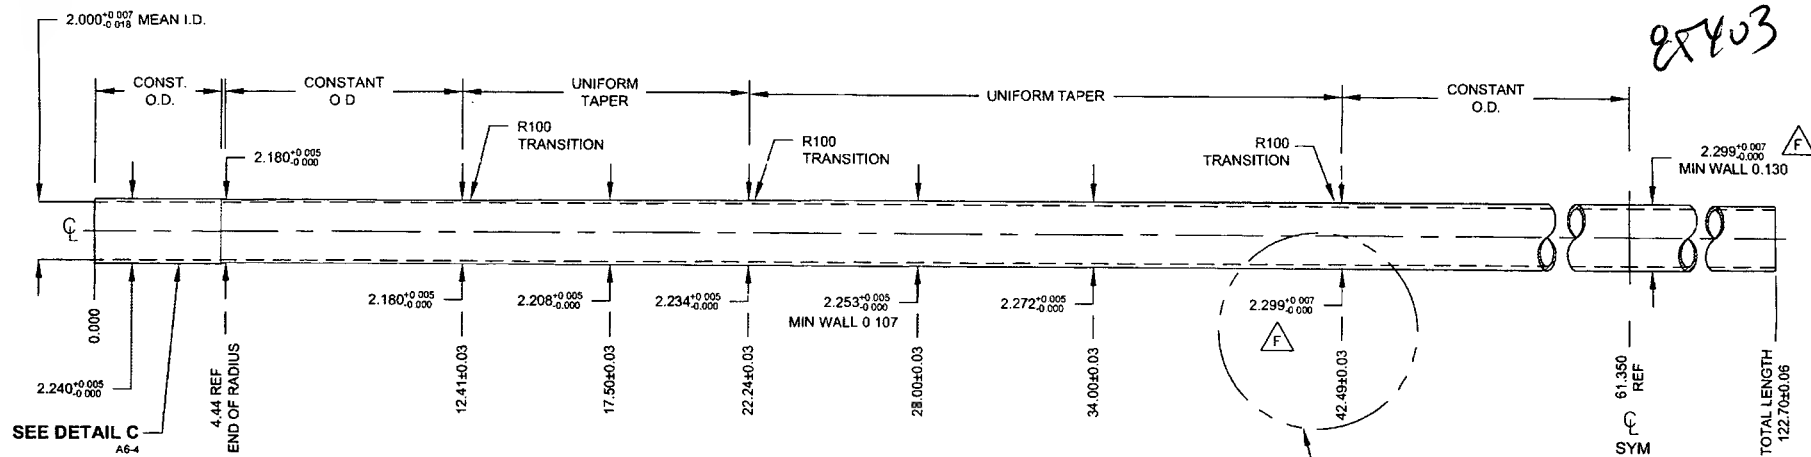 2.000 +0.007 -0.018 MEAN I.D.
CONST.
O.D.
CONSTANT
O D
UNIFORM
TAPER
UNIFORM TAPER
CONSTANT
O.D.
R100
TRANSITION
R100
TRANSITION
R100
TRANSITION
2.180 +0.005 -0.000
2.299 +0.007 -0.000
MIN WALL 0.130
F
CL
2.180 +0.005 -0.000
2.208 +0.005 -0.000
2.234 +0.005 -0.000
2.253 +0.005 -0.000
MIN WALL 0 107
2.272 +0.005 -0.000
2.299 +0.007 -0.000
F
0.000
2.240 +0.005 -0.000
SEE DETAIL C
A6-4
4.44 REF
END OF RADIUS
12.41±0.03
17.50±0.03
22.24±0.03
28.00±0.03
34.00±0.03
42.49±0.03
61.350
REF
CL
SYM
TOTAL LENGTH
122.70±0.06